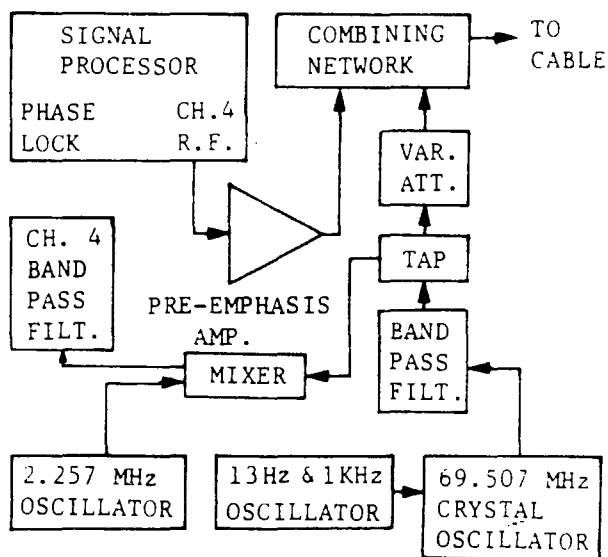 SIGNAL
PROCESSOR
PHASE CH.4
LOCK R.F.
COMBINING
NETWORK
TO
CABLE
VAR.
ATT.
CH. 4
BAND
PASS
FILT.
TAP
PRE-EMPHASIS
AMP.
BAND
PASS
FILT.
MIXER
2.257 MHz
OSCILLATOR
13Hz & 1KHz
OSCILLATOR
69.507 MHz
CRYSTAL
OSCILLATOR